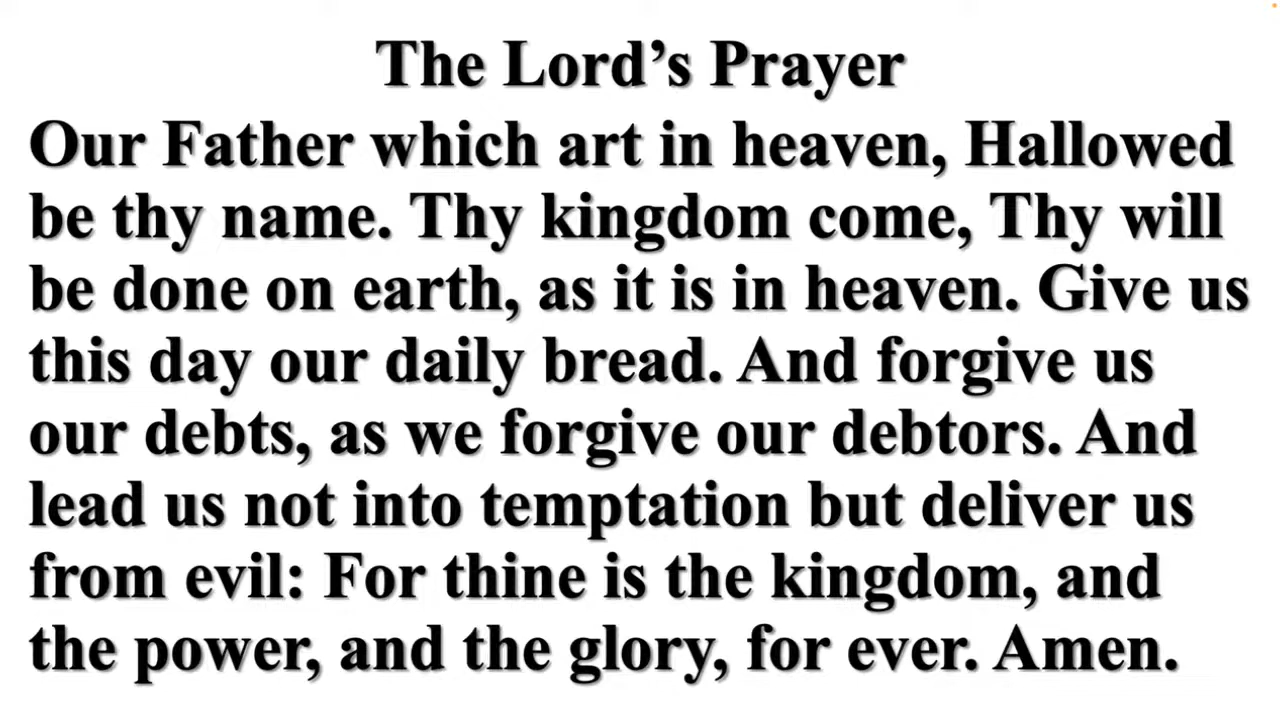 The Lord’s Prayer
Our Father which art in heaven, Hallowed
be thy name. Thy kingdom come, Thy will
be done on earth, as it is in heaven. Give us
this day our daily bread. And forgive us
our debts, as we forgive our debtors. And
lead us not into temptation but deliver us
from evil: For thine is the kingdom, and
the power, and the glory, for ever. Amen.